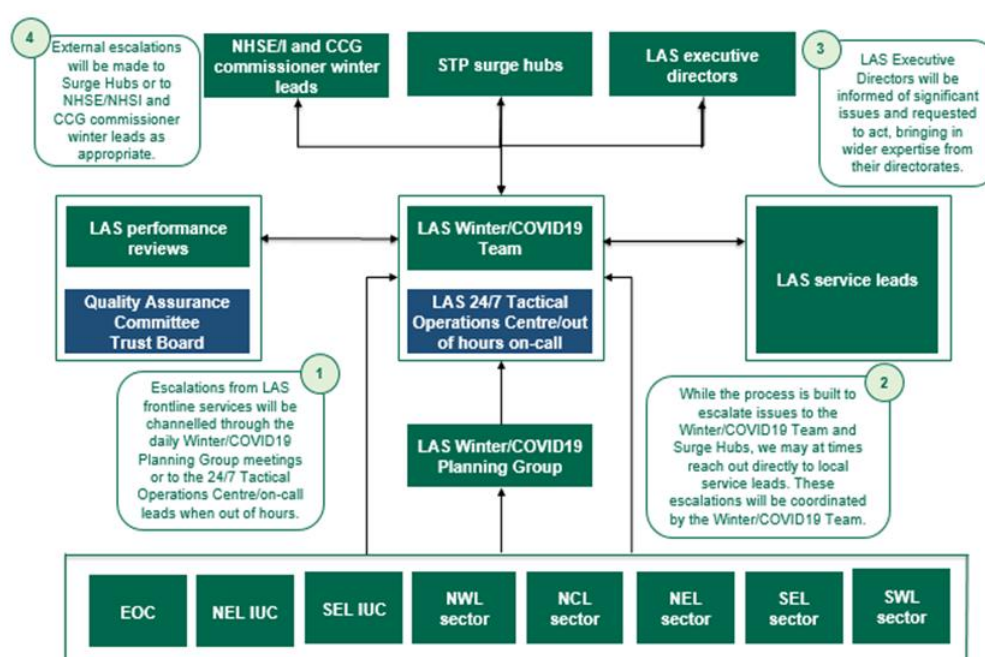 4
External escalations
will be made to
Surge Hubs or to
NHSE/NHSI and
CCG commissioner
winter leads as
appropriate.
NHSE/I and CCG
commissioner winter
leads
STP surge hubs
LAS executive
directors
3
LAS Executive
Directors will be
informed of significant
issues and requested
to act, bringing in
wider expertise from
their directorates.
LAS performance
reviews
Quality Assurance
Committee
Trust Board
LAS Winter/COVID19
Team
LAS 24/7 Tactical
Operations Centre/out
of hours on-call
LAS service leads
1
Escalations from LAS
frontline services will be
channelled through the
daily Winter/COVID19
Planning Group meetings
or to the 24/7 Tactical
Operations Centre/on-call
leads when out of hours.
LAS Winter/COVID19
Planning Group
2
While the process is built to
escalate issues to the
Winter/COVID19 Team and
Surge Hubs, we may at times
reach out directly to local
service leads. These
escalations will be coordinated
by the Winter/COVID19 Team.
EOC
NEL IUC
SEL IUC
NWL
sector
NCL
sector
NEL
sector
SEL
sector
SWL
sector